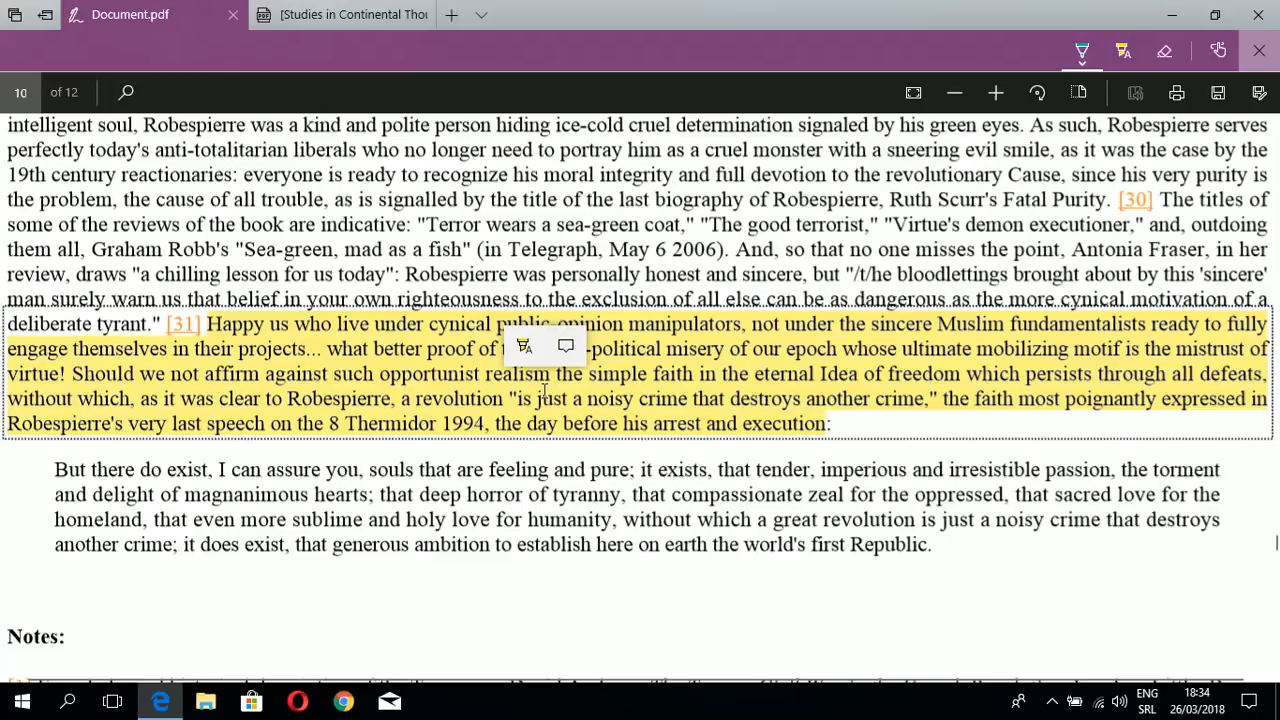 Document.pdf
[Studies in Continental Thou
10 of 12
intelligent soul, Robespierre was a kind and polite person hiding ice-cold cruel determination signaled by his green eyes. As such, Robespierre serves
perfectly today's anti-totalitarian liberals who no longer need to portray him as a cruel monster with a sneering evil smile, as it was the case by the
19th century reactionaries: everyone is ready to recognize his moral integrity and full devotion to the revolutionary Cause, since his very purity is
the problem, the cause of all trouble, as is signalled by the title of the last biography of Robespierre, Ruth Scurr's Fatal Purity. [30] The titles of
some of the reviews of the book are indicative: "Terror wears a sea-green coat," "The good terrorist," "Virtue's demon executioner," and, outdoing
them all, Graham Robb's "Sea-green, mad as a fish" (in Telegraph, May 6 2006). And, so that no one misses the point, Antonia Fraser, in her
review, draws "a chilling lesson for us today": Robespierre was personally honest and sincere, but "/t/he bloodlettings brought about by this 'sincere'
man surely warn us that belief in your own righteousness to the exclusion of all else can be as dangerous as the more cynical motivation of a
deliberate tyrant." [31] Happy us who live under cynical public-opinion manipulators, not under the sincere Muslim fundamentalists ready to fully
engage themselves in their projects... what better proof of -political misery of our epoch whose ultimate mobilizing motif is the mistrust of
virtue! Should we not affirm against such opportunist realism the simple faith in the eternal Idea of freedom which persists through all defeats,
without which, as it was clear to Robespierre, a revolution "is just a noisy crime that destroys another crime," the faith most poignantly expressed in
Robespierre's very last speech on the 8 Thermidor 1994, the day before his arrest and execution:
But there do exist, I can assure you, souls that are feeling and pure; it exists, that tender, imperious and irresistible passion, the torment
and delight of magnanimous hearts; that deep horror of tyranny, that compassionate zeal for the oppressed, that sacred love for the
homeland, that even more sublime and holy love for humanity, without which a great revolution is just a noisy crime that destroys
another crime; it does exist, that generous ambition to establish here on earth the world's first Republic.
Notes:
ENG
SRL
18:34
26/03/2018